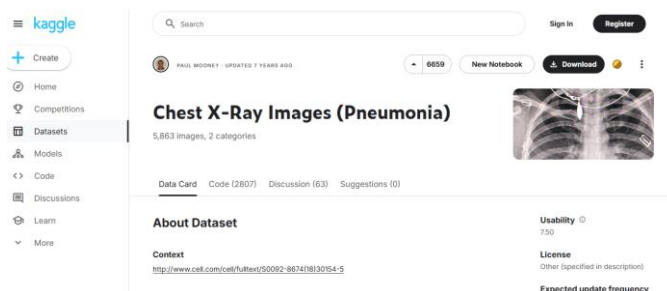 kaggle
Search
Sign In
Register
Create
PAUL MOONEY · UPDATED 7 YEARS AGO
6659
New Notebook
Download
Home
Competitions
Datasets
Models
Code
Discussions
Learn
More
Chest X-Ray Images (Pneumonia)
5,863 images, 2 categories
Data Card Code (2807) Discussion (63) Suggestions (0)
About Dataset
Context
http://www.cell.com/cell/fulltext/S0092-8674(18)30154-5
Usability
7.50
License
Other (specified in description)
Expected update frequency